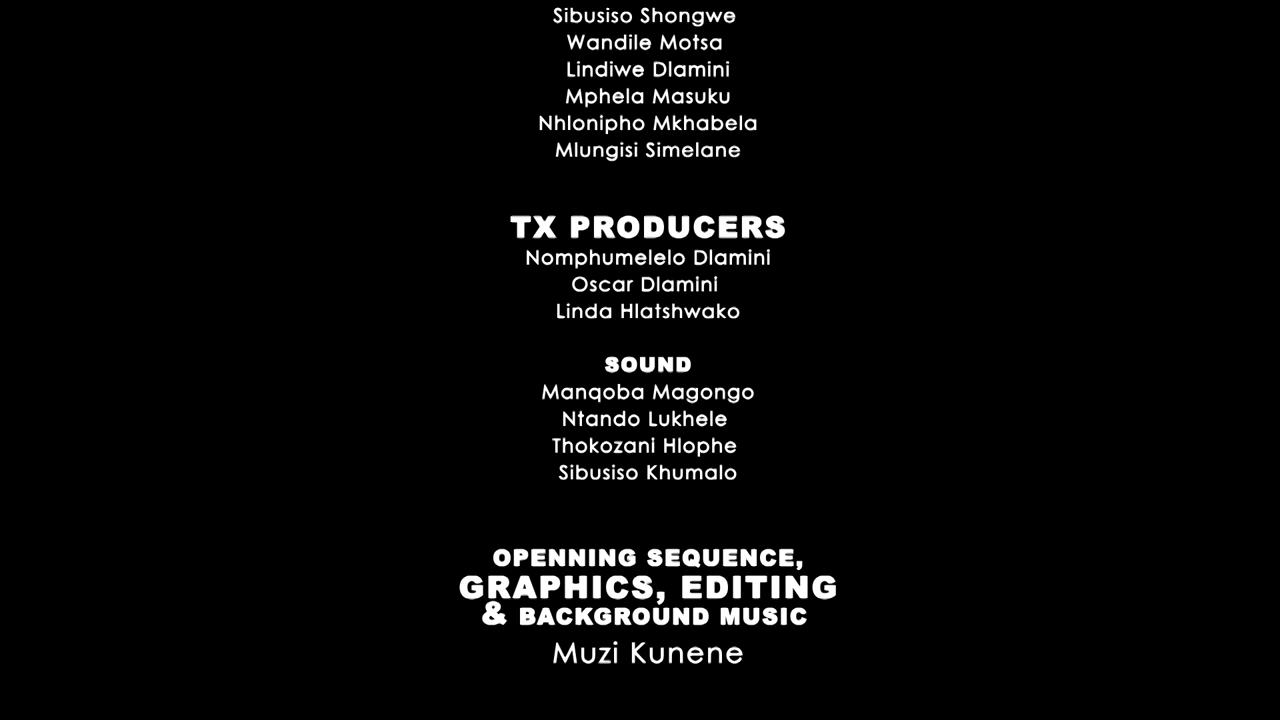 Sibusiso Shongwe
Wandile Motsa
Lindiwe Dlamini
Mphela Masuku
Nhlonipho Mkhabela
Mlungisi Simelane
TX PRODUCERS
Nomphumelelo Dlamini
Oscar Dlamini
Linda Hlatshwako
SOUND
Manqoba Magongo
Ntando Lukhele
Thokozani Hlophe
Sibusiso Khumalo
OPENNING SEQUENCE,
GRAPHICS, EDITING
& BACKGROUND MUSIC
Muzi Kunene